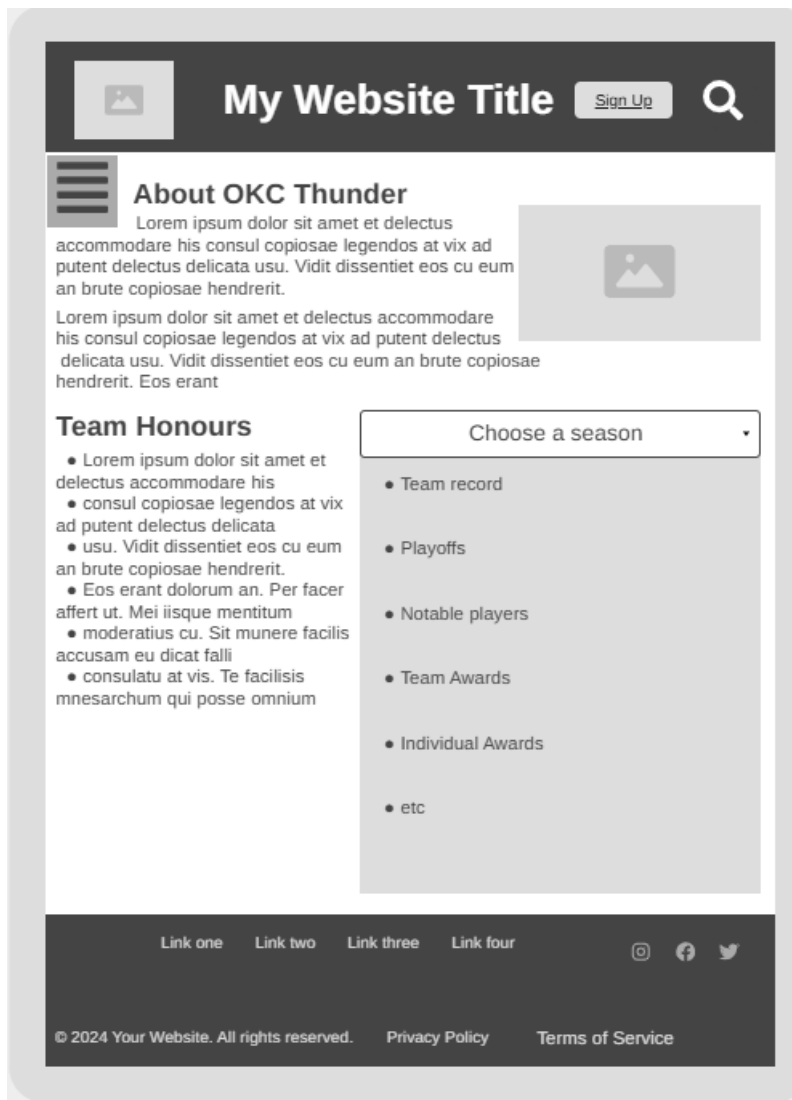 My Website Title
Sign Up
About OKC Thunder
Lorem ipsum dolor sit amet et delectus
accommodare his consul copiosae legendos at vix ad
putent delectus delicata usu. Vidit dissentiet eos cu eum
an brute copiosae hendrerit.
Lorem ipsum dolor sit amet et delectus accommodare
his consul copiosae legendos at vix ad putent delectus
delicata usu. Vidit dissentiet eos cu eum an brute copiosae
hendrerit. Eos erant
Team Honours
• Lorem ipsum dolor sit amet et
delectus accommodare his
• consul copiosae legendos at vix
ad putent delectus delicata
• usu. Vidit dissentiet eos cu eum
an brute copiosae hendrerit.
• Eos erant dolorum an. Per facer
affert ut. Mei iisque mentitum
• moderatius cu. Sit munere facilis
accusam eu dicat falli
• consulatu at vis. Te facilisis
mnesarchum qui posse omnium
Choose a season
• Team record
• Playoffs
• Notable players
• Team Awards
• Individual Awards
• etc
Link one Link two Link three Link four
© 2024 Your Website. All rights reserved. Privacy Policy Terms of Service